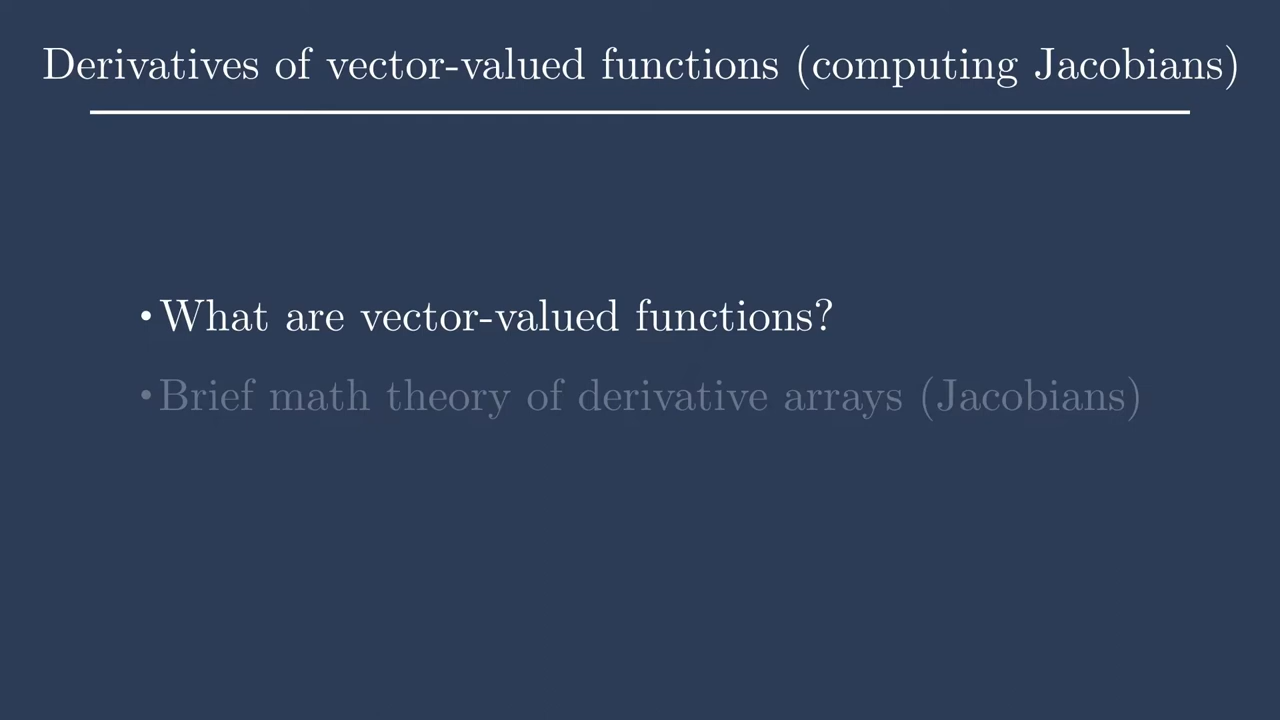 Derivatives of vector-valued functions (computing Jacobians)
• What are vector-valued functions?
• Brief math theory of derivative arrays (Jacobians)